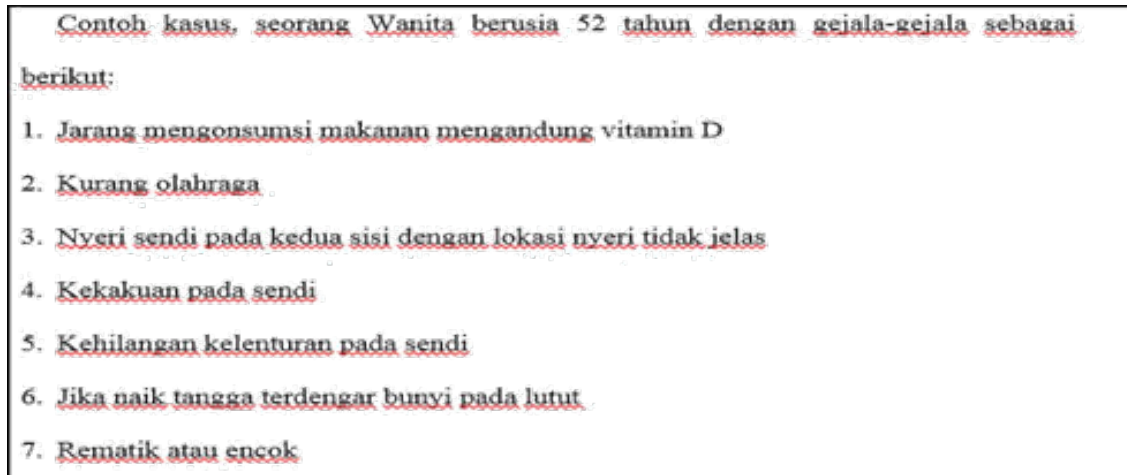 Contoh kasus, seorang Wanita berusia 52 tahun dengan gejala-gejala sebagai
berikut:
1. Jarang mengonsumsi makanan mengandung vitamin D
2. Kurang olahraga
3. Nyeri sendi pada kedua sisi dengan lokasi nyeri tidak jelas
4. Kekakuan pada sendi
5. Kehilangan kelenturan pada sendi
6. Jika naik tangga terdengar bunyi pada lutut
7. Rematik atau encok